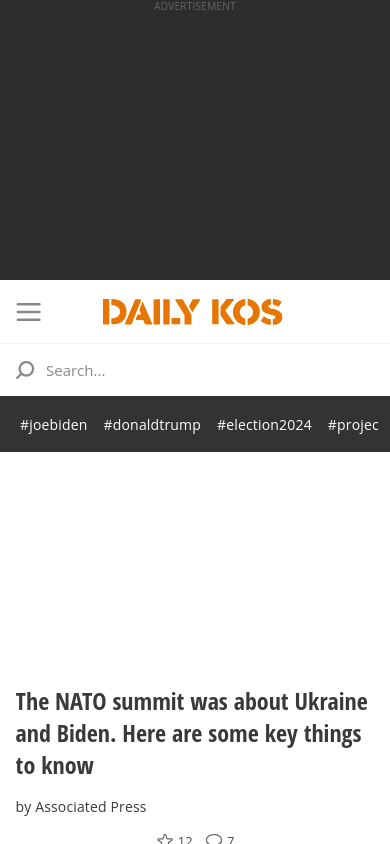 ADVERTISEMENT
DAILY KOS
Search...
#joebiden #donaldtrump #election2024 #projec
The NATO summit was about Ukraine
and Biden. Here are some key things
to know
by Associated Press
12 7